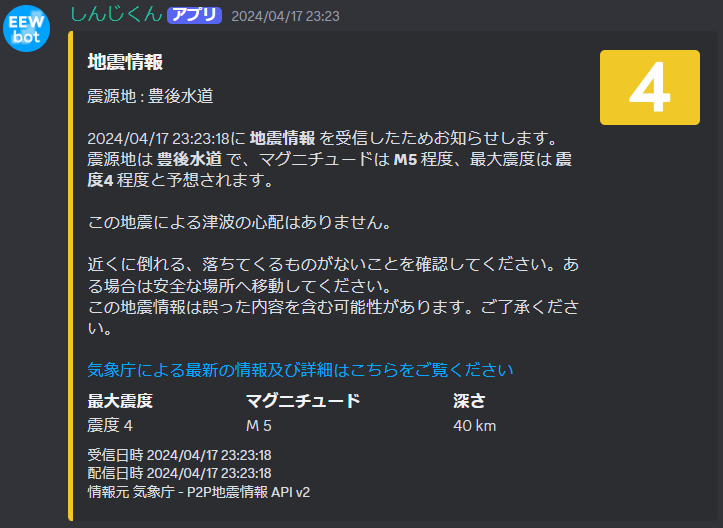 EEW
bot
しんじくん アプリ 2024/04/17 23:23
地震情報
4
震源地 : 豊後水道
2024/04/17 23:23:18に 地震情報 を受信したためお知らせします。
震源地は 豊後水道 で、マグニチュードは M5 程度、最大震度は 震
度4 程度と予想されます。
この地震による津波の心配はありません。
近くに倒れる、落ちてくるものがないことを確認してください。あ
る場合は安全な場所へ移動してください。
この地震情報は誤った内容を含む可能性があります。ご了承くださ
い。
気象庁による最新の情報及び詳細はこちらをご覧ください
最大震度 マグニチュード 深さ
震度 4 M 5 40 km
受信日時 2024/04/17 23:23:18
配信日時 2024/04/17 23:23:18
情報元 気象庁 - P2P地震情報 API v2